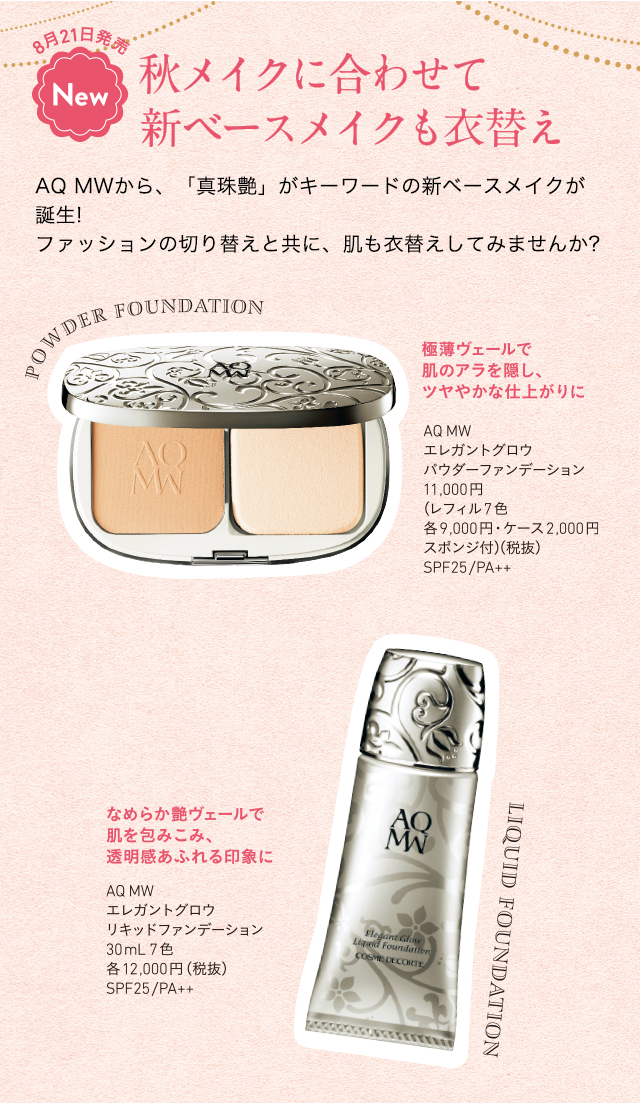 8月21日発売
New
秋メイクに合わせて
新ベースメイクも衣替え
AQ MWから、「真珠艶」がキーワードの新ベースメイクが
誕生!
ファッションの切り替えと共に、肌も衣替えしてみませんか?
POWDER FOUNDATION
AQ
MW
AQ
MW
極薄ヴェールで
肌のアラを隠し、
ツヤやかな仕上がりに
AQ MW
エレガントグロウ
パウダーファンデーション
11,000円
(レフィル7色
各9,000円・ケース2,000円
スポンジ付)(税抜)
SPF25/PA++
なめらか艶ヴェールで
肌を包みこみ、
透明感あふれる印象に
AQ MW
エレガントグロウ
リキッドファンデーション
30mL 7色
各12,000円(税抜)
SPF25/PA++
AQ
MW
Elegant Glow
Liquid Foundation
COSME DECORTE
LIQUID FOUNDATION